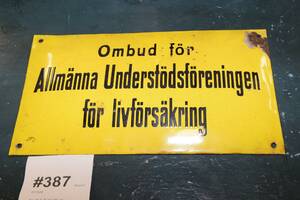 Ombud för
Allmänna Understödsföreningen
för livförsäkring
#387